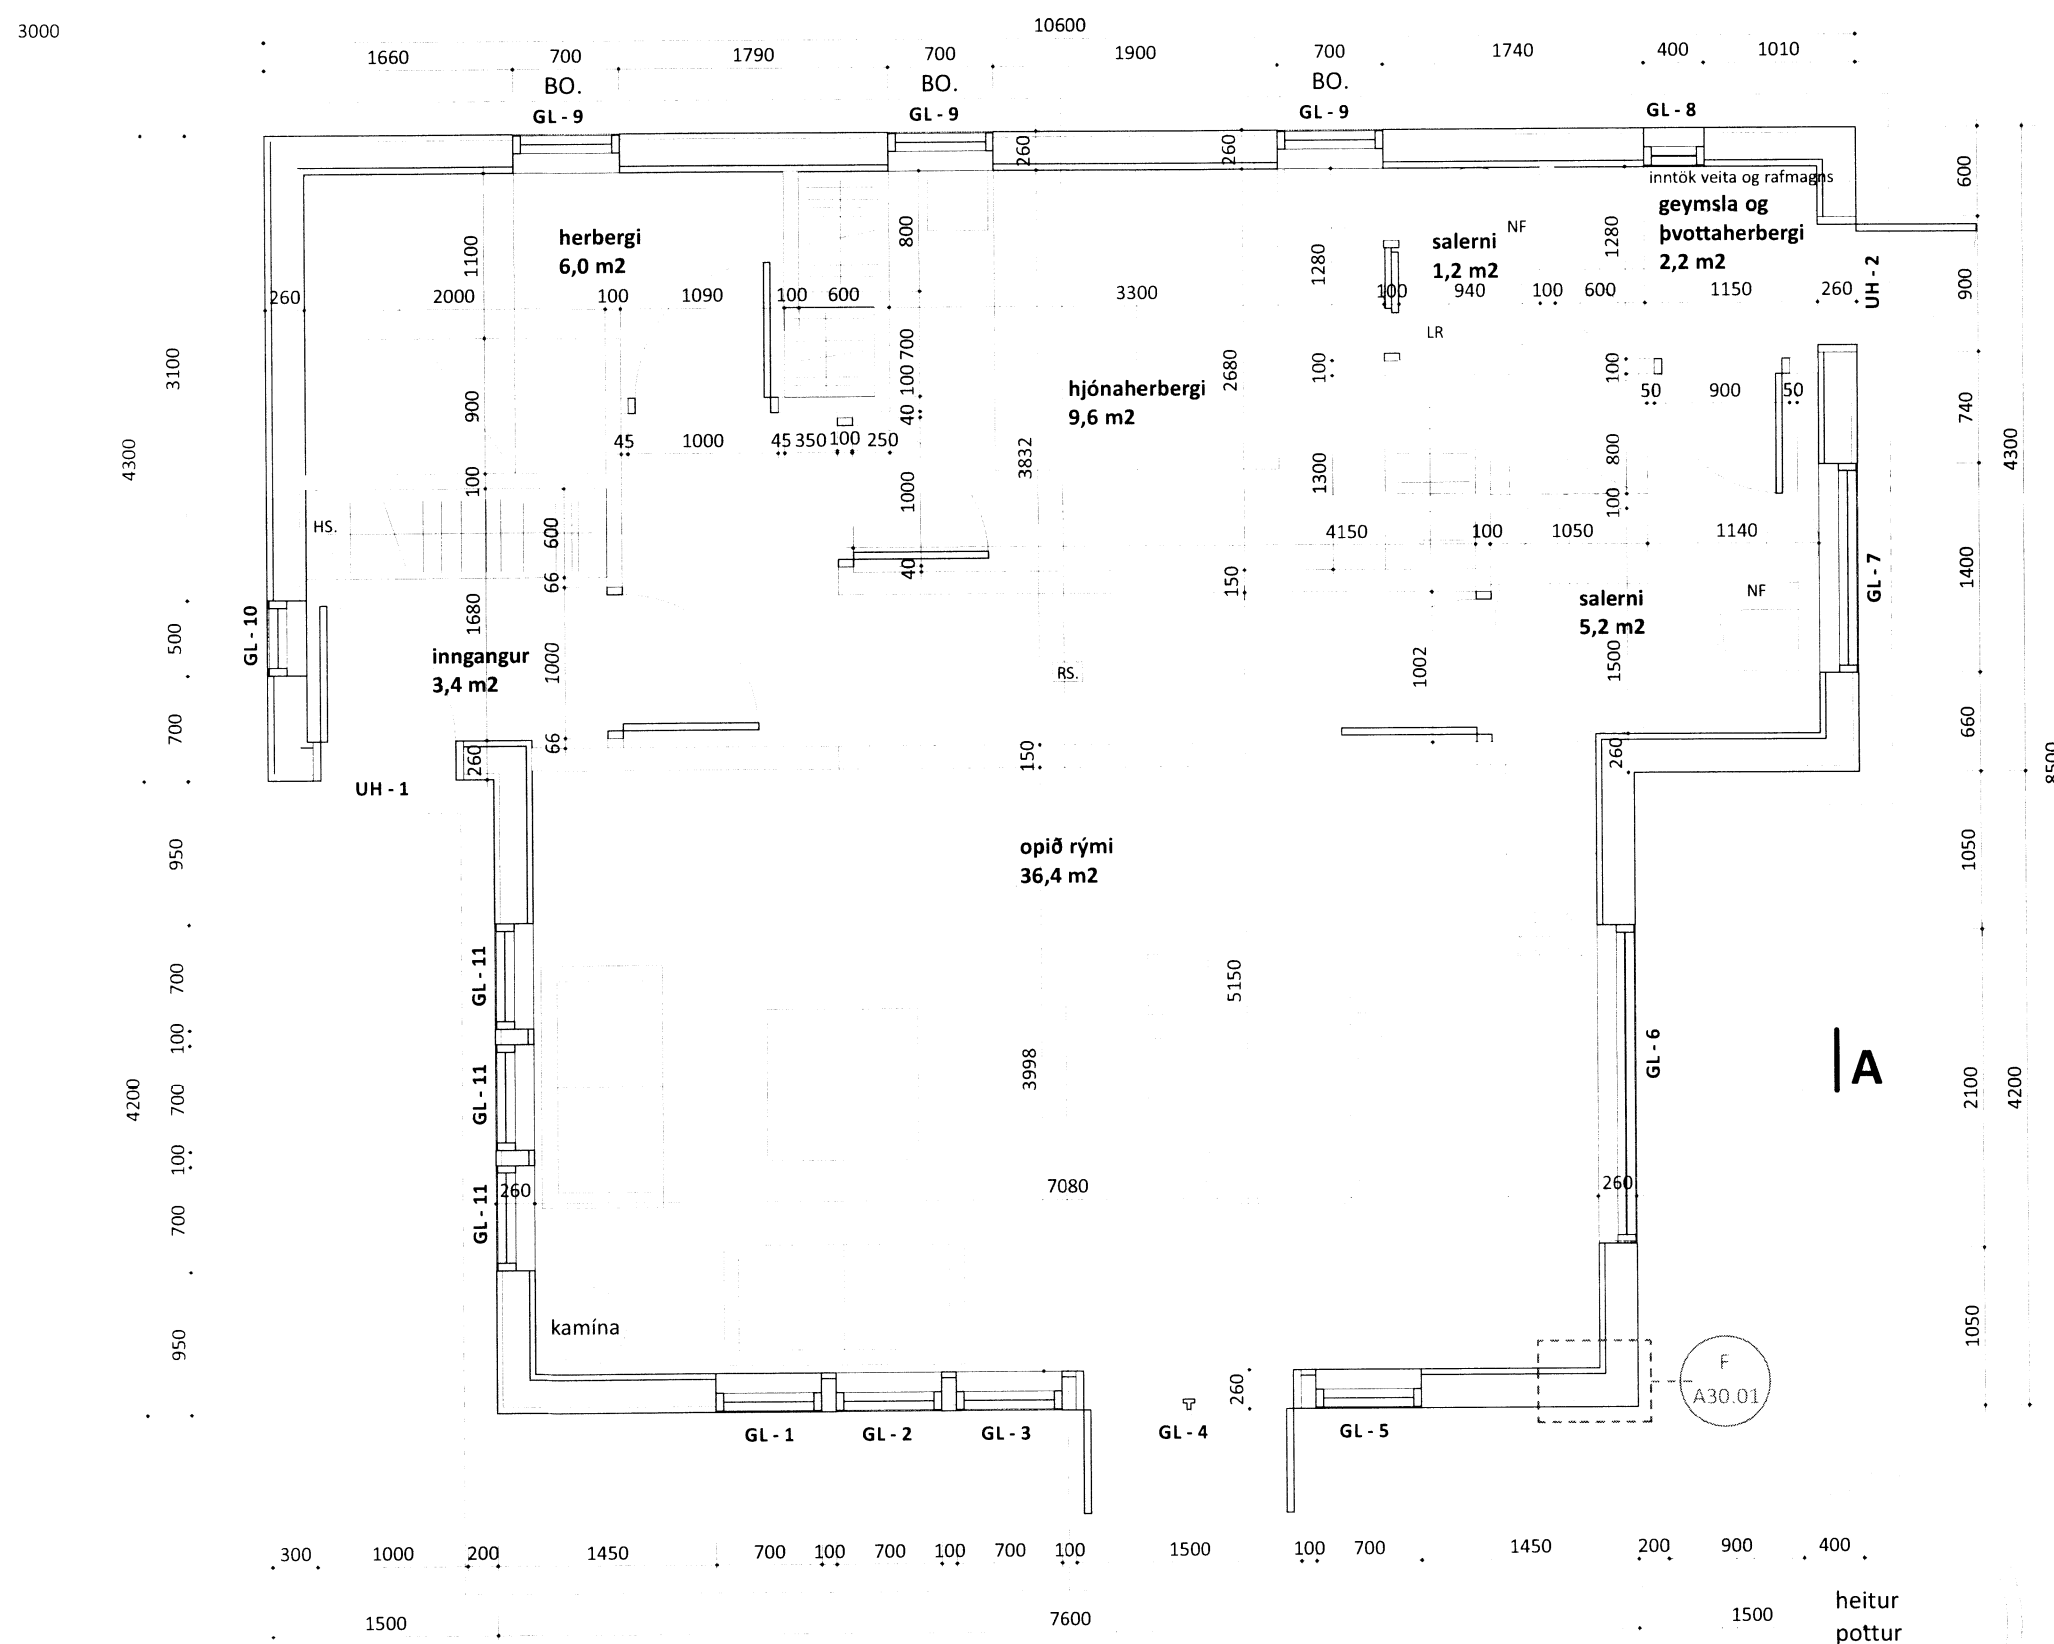 3000
10600
1660 700 1790 700 1900 700 1740 400 1010
BO. BO. BO.
GL - 9 GL - 9 GL - 9 GL - 8
260 260
600
inntök veita og rafmagns
geymsla og
þvottaherbergi
2,2 m2
herbergi
6,0 m2
1100
800
1280
salerni
1,2 m2
NF
1280
UH - 2
900
260 2000 100 1090 100 600 3300 100 940 100 600 1150 260
LR
3100
700
100
40
2680
100
100
hjónaherbergi
9,6 m2
50 900 50
740
900
45 1000 45 350 100 250
4300
3832
800
4300
100
1000
1300
100
HS.
600
4150 100 1050 1140
66
40
150
1400
GL - 7
NF
salerni
5,2 m2
GL - 10
500
1680
inngangur
3,4 m2
1000
RS.
1002
1500
700
66
260
150
260
660
8500
UH - 1
950
opið rými
36,4 m2
1050
GL - 11
700
5150
100
GL - 6
A
3998
GL - 11
700
4200
2100
4200
100
260 7080 260
GL - 11
700
kamína
950
1050
F
A30.01
260
GL - 1 GL - 2 GL - 3 GL - 4 GL - 5
300 1000 200 1450 700 100 700 100 700 100 1500 100 700 1450 200 900 400
1500 7600 1500
heitur
pottur